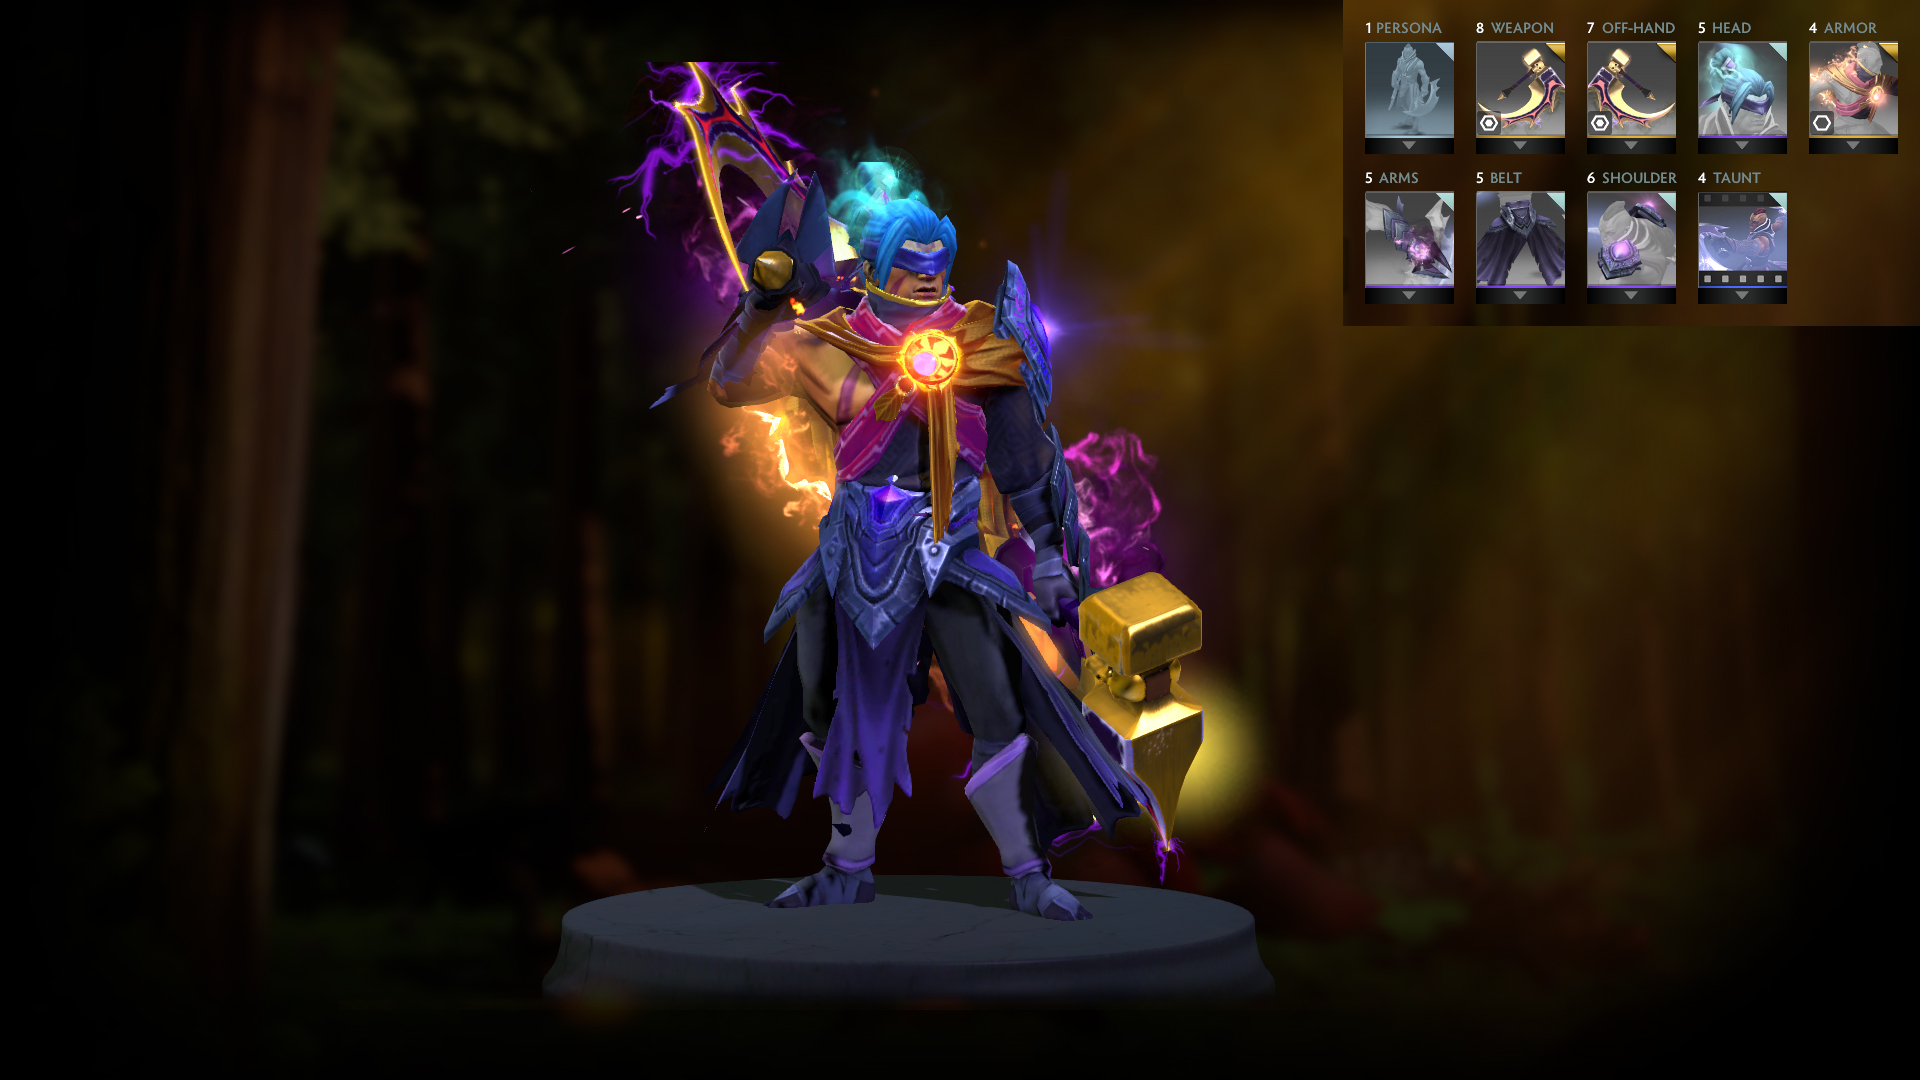 1 PERSONA
8 WEAPON
7 OFF-HAND
5 HEAD
4 ARMOR
5 ARMS
5 BELT
6 SHOULDER
4 TAUNT